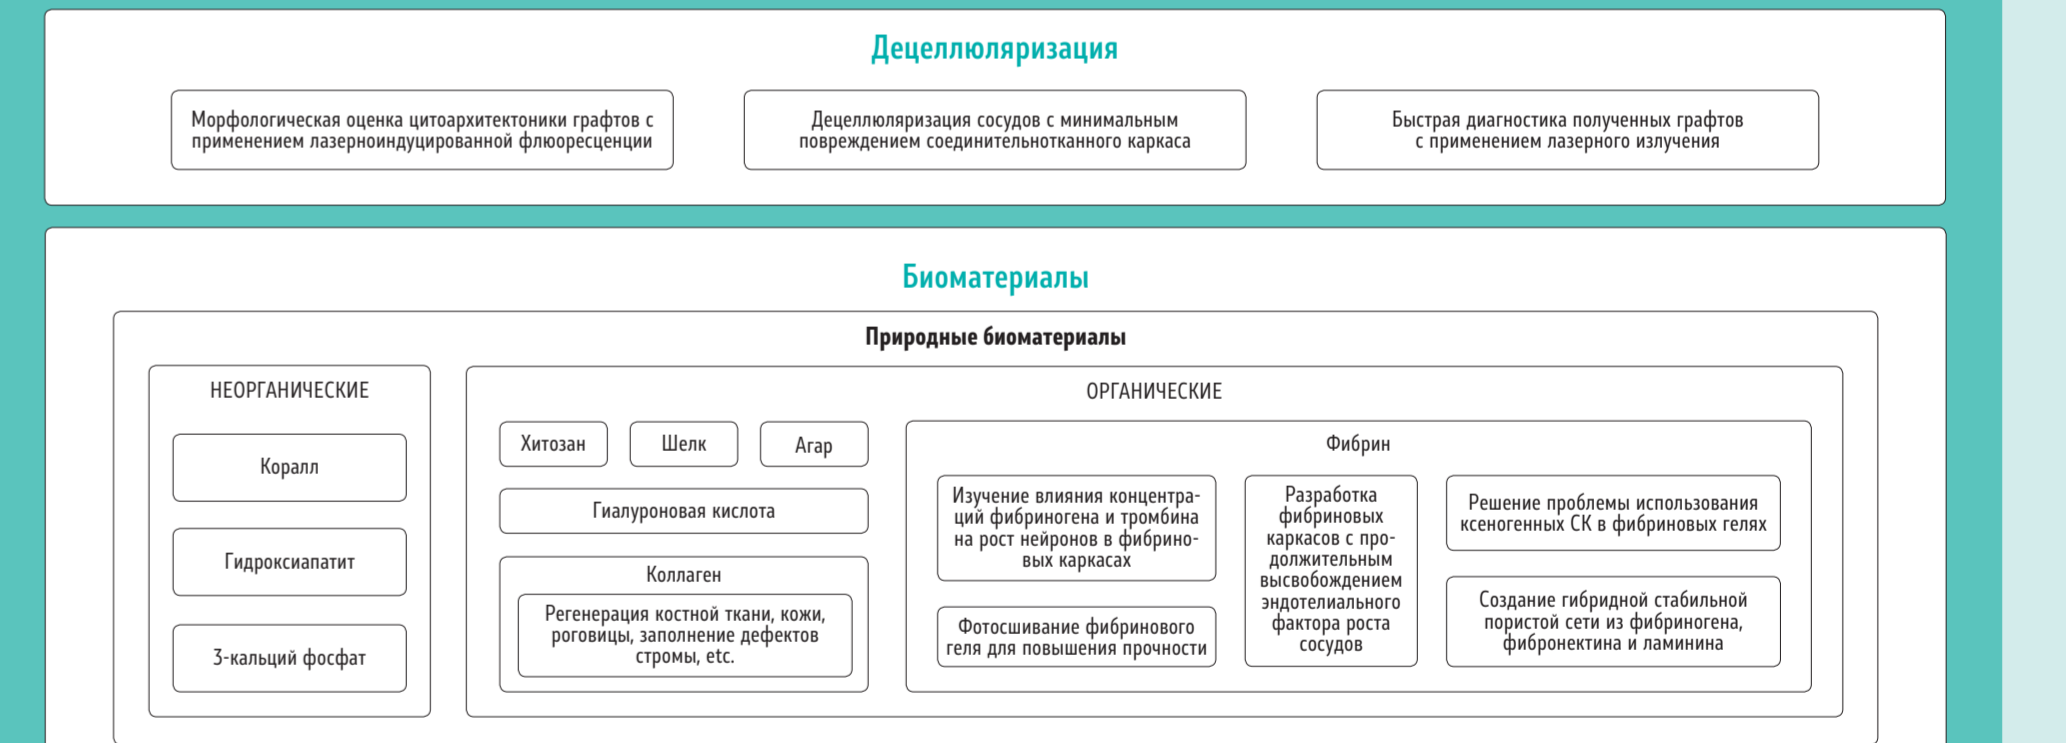 Децеллюляризация
Морфологическая оценка цитоархитектоники графтов с
применением лазерноиндуцированной флюоресценции
Децеллюляризация сосудов с минимальным
повреждением соединительнотканного каркаса
Быстрая диагностика полученных графтов
с применением лазерного излучения
Биоматериалы
Природные биоматериалы
НЕОРГАНИЧЕСКИЕ
Коралл
Гидроксиапатит
3-кальций фосфат
ОРГАНИЧЕСКИЕ
Хитозан
Шелк
Агар
Гиалуроновая кислота
Коллаген
Регенерация костной ткани, кожи,
роговицы, заполнение дефектов
стромы, etc.
Фибрин
Изучение влияния концентра-
ций фибриногена и тромбина
на рост нейронов в фибрино-
вых каркасах
Фотосшивание фибринового
геля для повышения прочности
Разработка
фибриновых
каркасов с про-
должительным
высвобождением
эндотелиального
фактора роста
сосудов
Решение проблемы использования
ксеногенных СК в фибриновых гелях
Создание гибридной стабильной
пористой сети из фибриногена,
фибронектина и ламинина